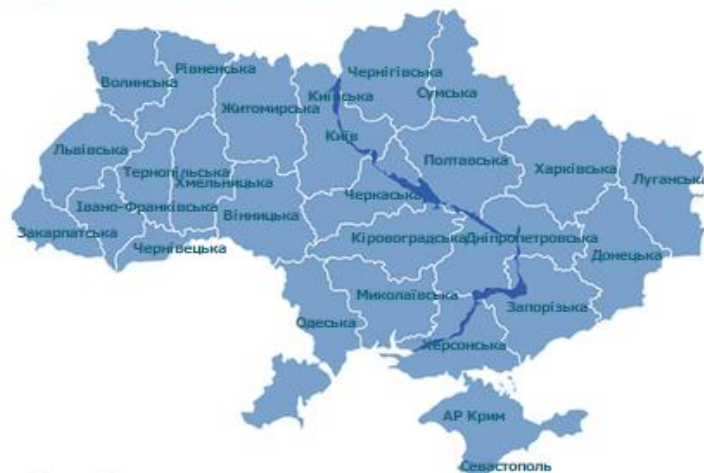 Волинська
Рівненська
Житомирська
Київська
Чернігівська
Сумська
Київ
Львівська
Тернопільська
Хмельницька
Полтавська
Харківська
Луганська
Закарпатська
Івано-Франківська
Вінницька
Черкаська
Чернівецька
Кіровоградська
Дніпропетровська
Донецька
Миколаївська
Запорізька
Одеська
Херсонська
АР Крим
Севастополь